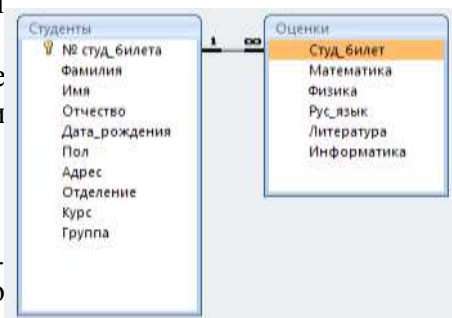 Студенты
№ студ_билета
Фамилия
Имя
Отчество
Дата_рождения
Пол
Адрес
Отделение
Курс
Группа
1 ∞
Оценки
Студ_билет
Математика
Физика
Рус_язык
Литература
Информатика